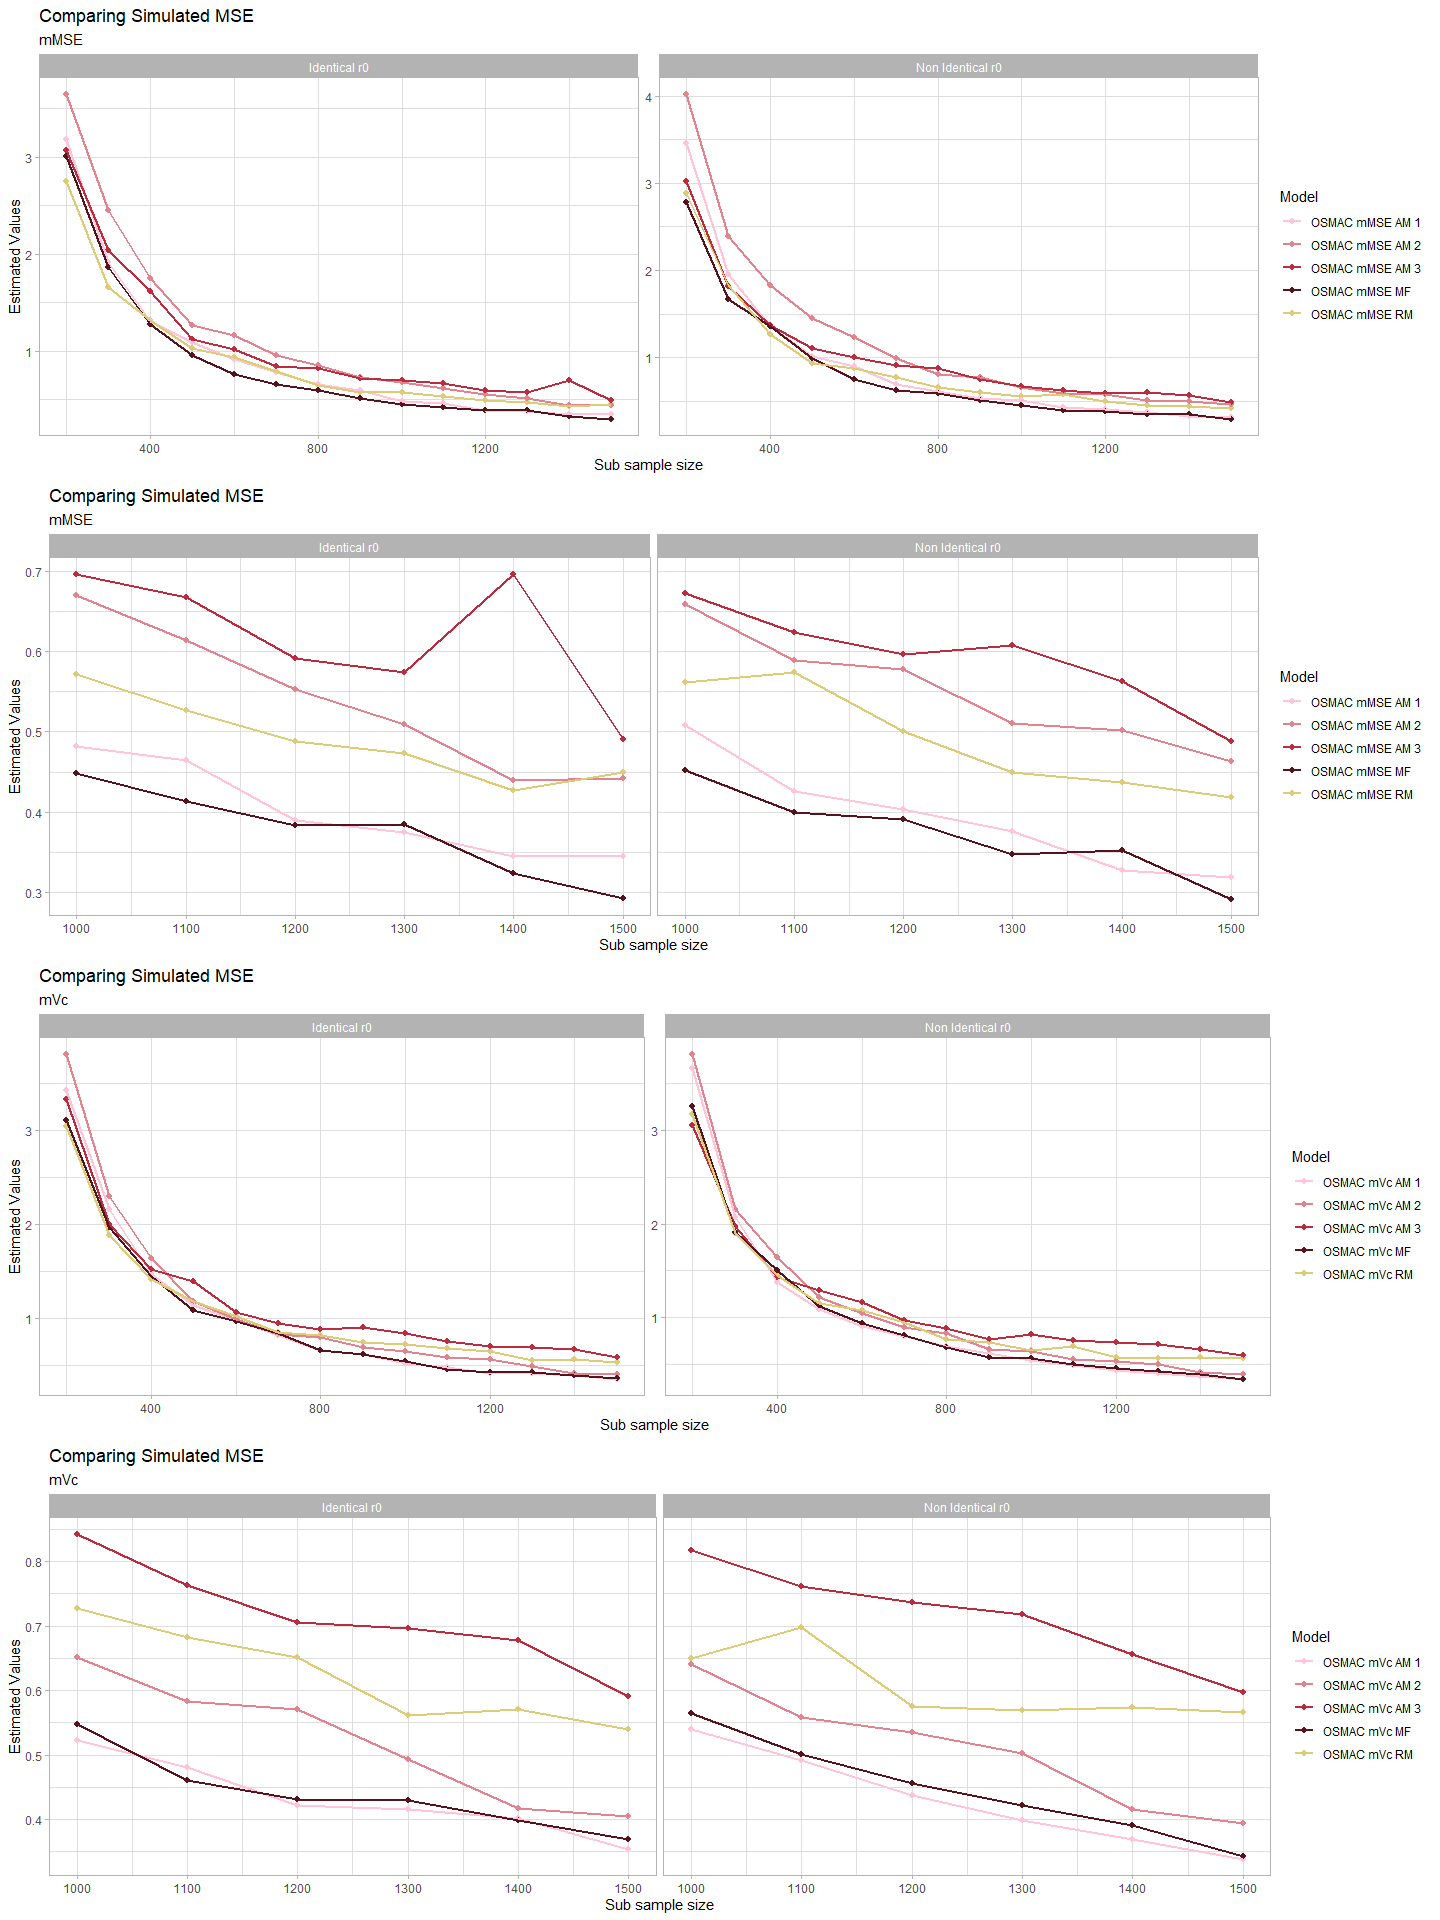 Comparing Simulated MSE
mMSE
Identical r0
Non Identical r0
Estimated Values
3
2
1
4
3
2
1
400
800
1200
400
800
1200
Sub sample size
Model
OSMAC mMSE AM 1
OSMAC mMSE AM 2
OSMAC mMSE AM 3
OSMAC mMSE MF
OSMAC mMSE RM
Comparing Simulated MSE
mMSE
Identical r0
Non Identical r0
Estimated Values
0.7
0.6
0.5
0.4
0.3
1000
1100
1200
1300
1400
1500
1000
1100
1200
1300
1400
1500
Sub sample size
Model
OSMAC mMSE AM 1
OSMAC mMSE AM 2
OSMAC mMSE AM 3
OSMAC mMSE MF
OSMAC mMSE RM
Comparing Simulated MSE
mVc
Identical r0
Non Identical r0
Estimated Values
3
2
1
3
2
1
400
800
1200
400
800
1200
Sub sample size
Model
OSMAC mVc AM 1
OSMAC mVc AM 2
OSMAC mVc AM 3
OSMAC mVc MF
OSMAC mVc RM
Comparing Simulated MSE
mVc
Identical r0
Non Identical r0
Estimated Values
0.8
0.7
0.6
0.5
0.4
1000
1100
1200
1300
1400
1500
1000
1100
1200
1300
1400
1500
Sub sample size
Model
OSMAC mVc AM 1
OSMAC mVc AM 2
OSMAC mVc AM 3
OSMAC mVc MF
OSMAC mVc RM